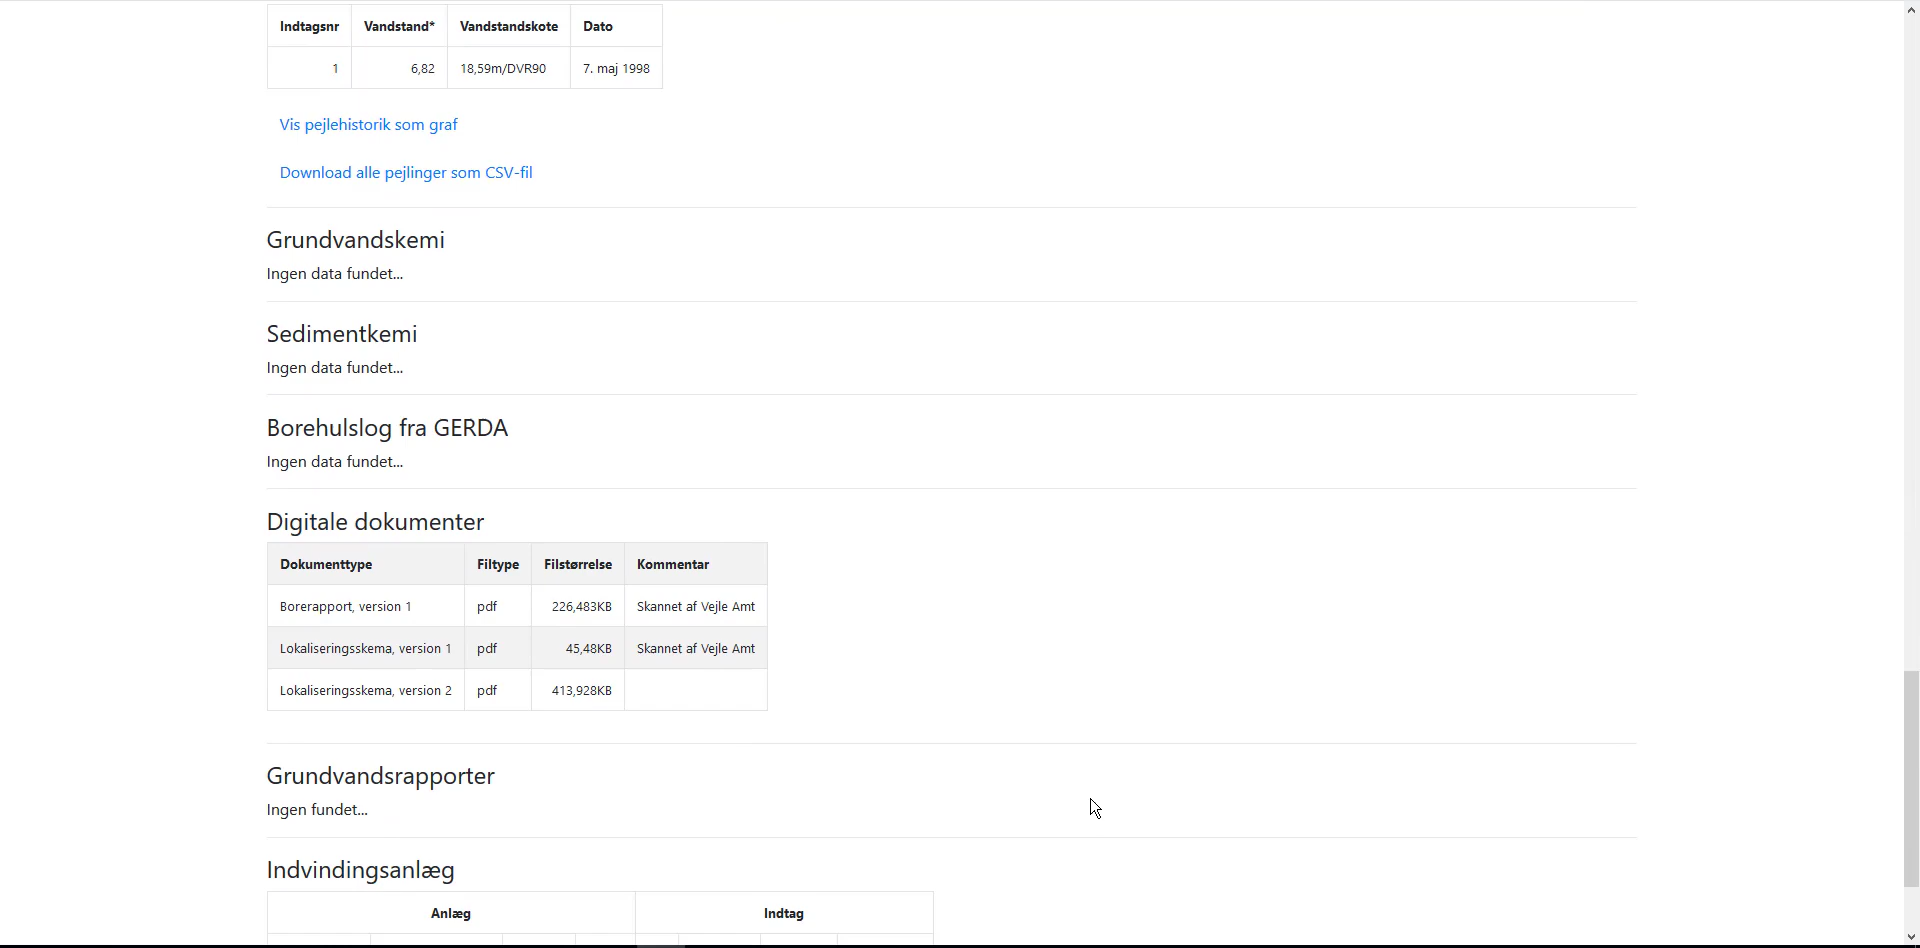 Indtagsnr Vandstand* Vandstandskote Dato
1 6,82 18,59m/DVR90 7. maj 1998
Vis pejlehistorik som graf
Download alle pejlinger som CSV-fil
Grundvandskemi
Ingen data fundet...
Sedimentkemi
Ingen data fundet...
Borehulslog fra GERDA
Ingen data fundet...
Digitale dokumenter
Dokumenttype Filtype Filstørrelse Kommentar
Borerapport, version 1 pdf 226,483KB Skannet af Vejle Amt
Lokaliseringsskema, version 1 pdf 45,48KB Skannet af Vejle Amt
Lokaliseringsskema, version 2 pdf 413,928KB
Grundvandsrapporter
Ingen fundet...
Indvindingsanlæg
Anlæg Indtag